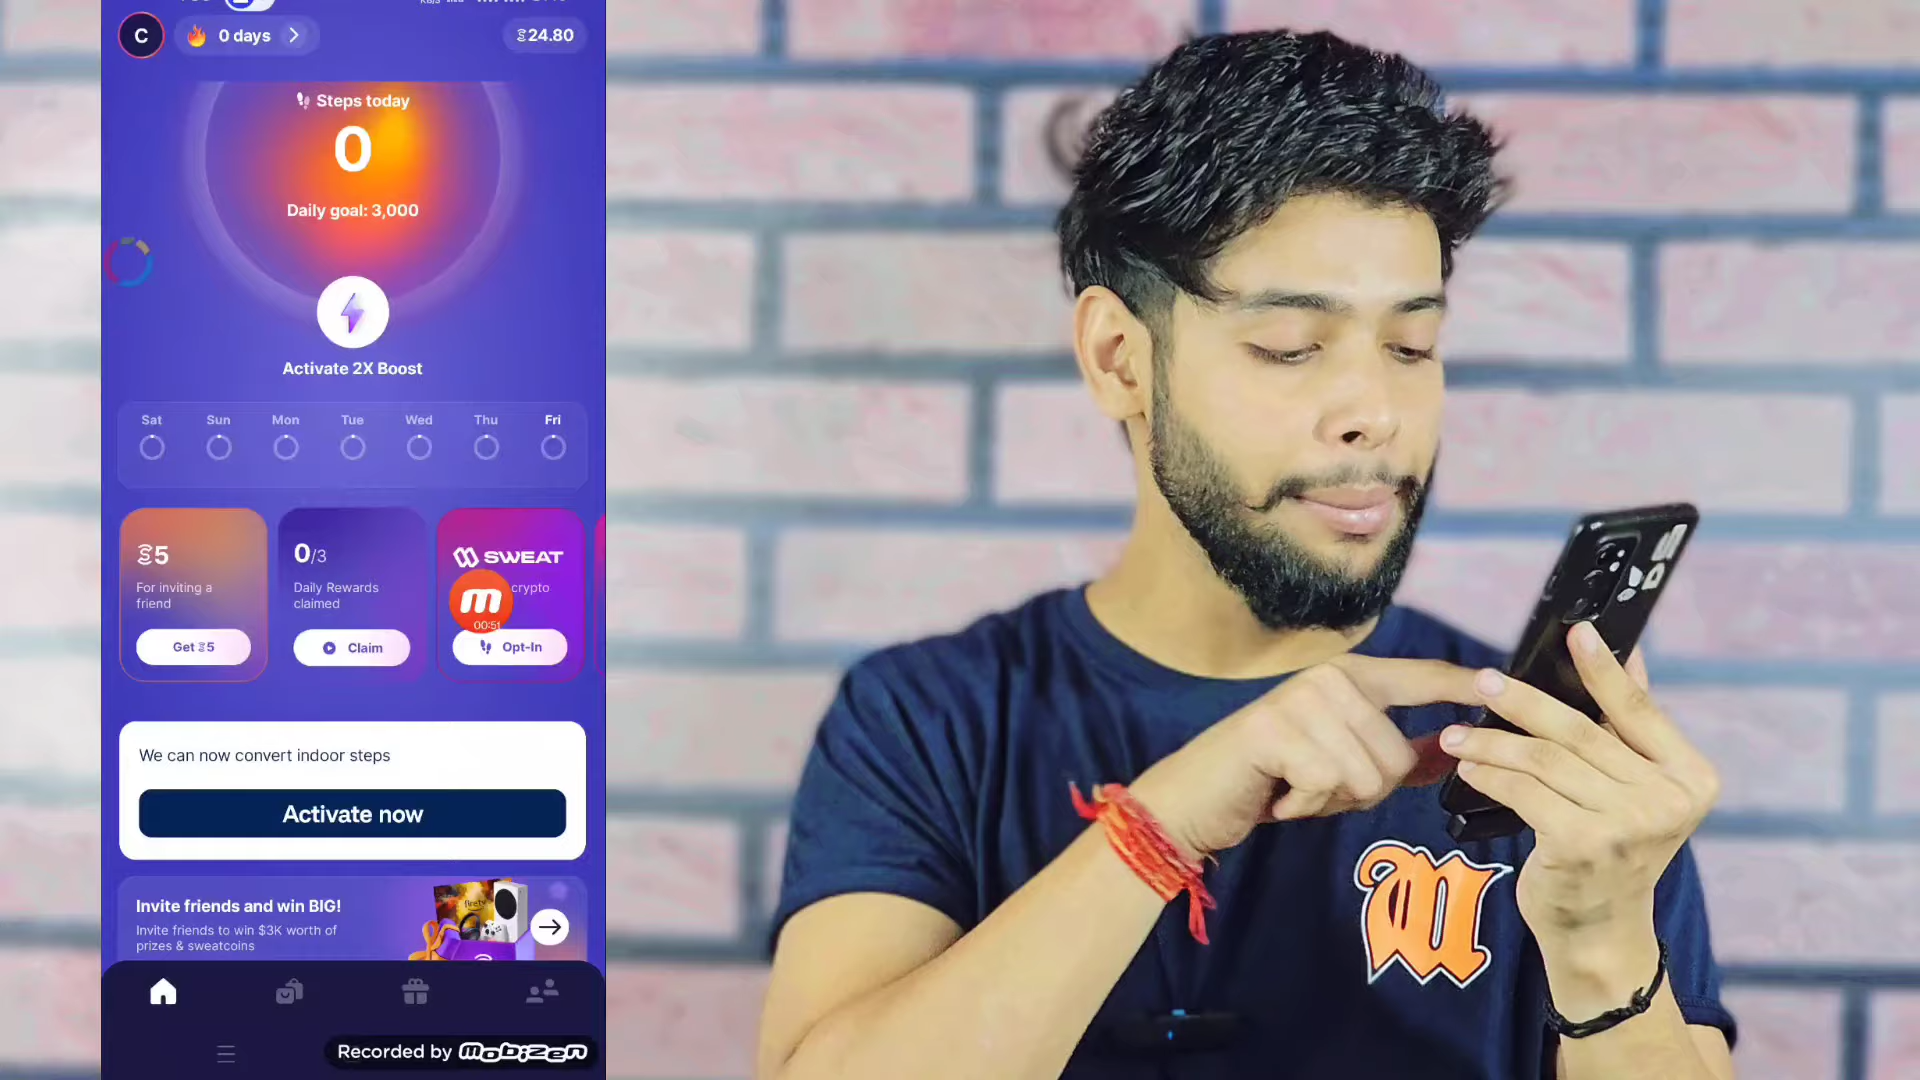 C
0 days
24.80
Steps today
0
Daily goal: 3,000
Activate 2X Boost
Sat Sun Mon Tue Wed Thu Fri
5
For inviting a
friend
Get 5
0/3
Daily Rewards
claimed
Claim
SWEAT
crypto
m
00:51
Opt-In
We can now convert indoor steps
Activate now
Invite friends and win BIG!
Invite friends to win $3K worth of
prizes & sweatcoins
fire tv
Recorded by mobizen